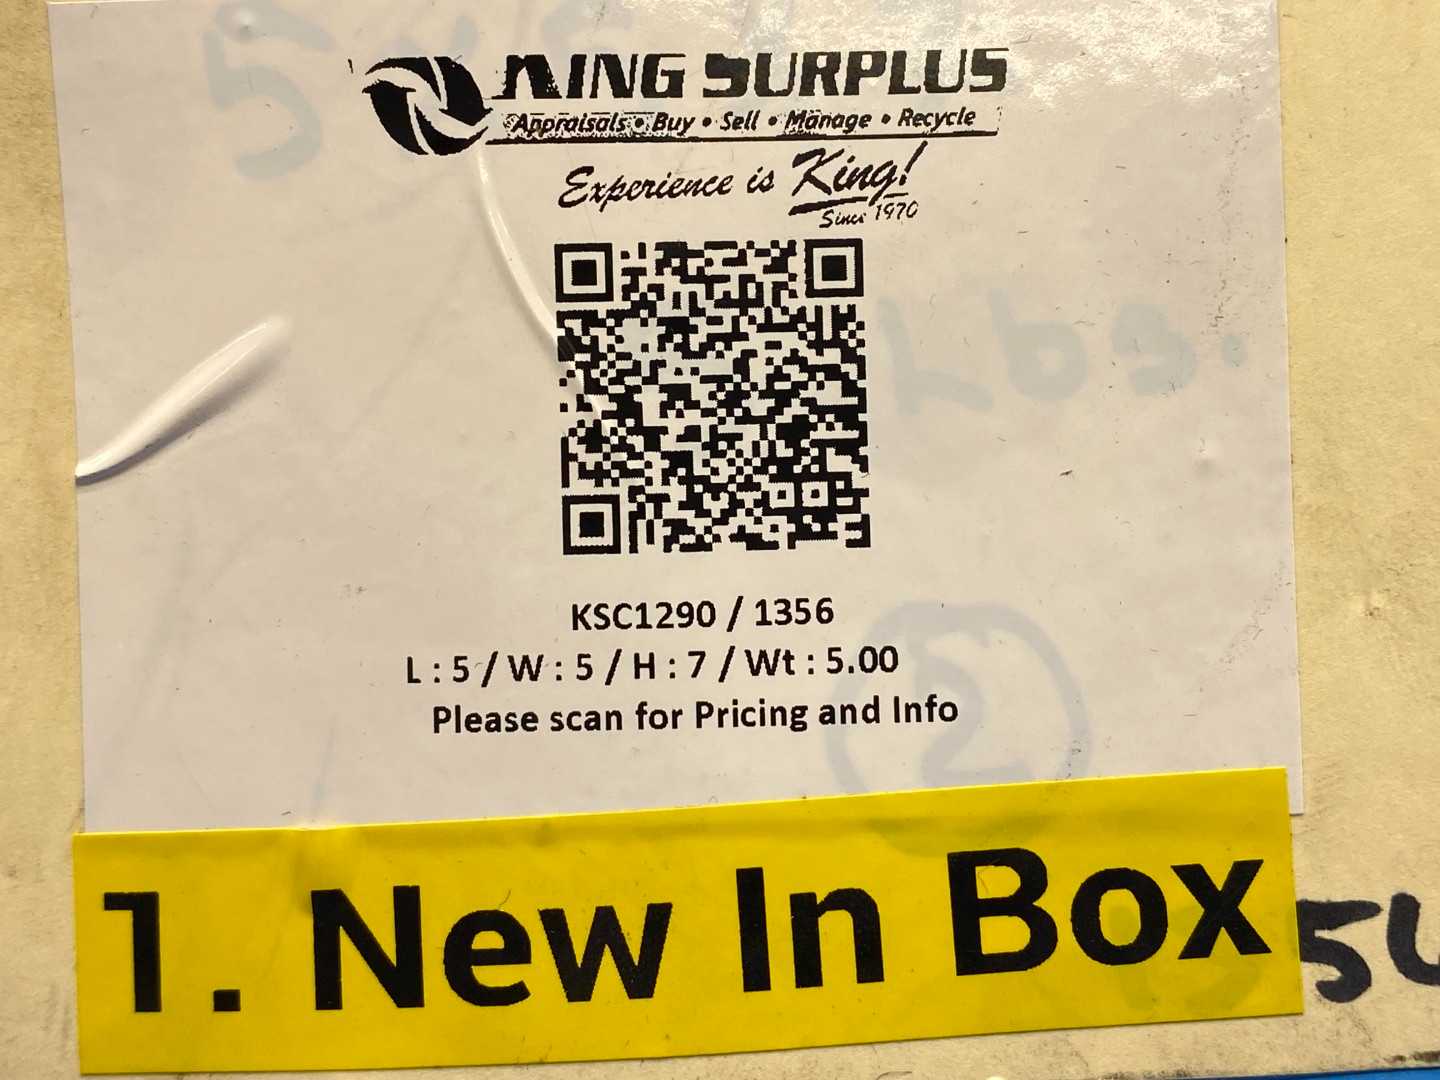 KING SURPLUS
Appraisals • Buy • Sell • Manage • Recycle
Experience is King!
Since 1970
KSC1290 / 1356
L : 5 / W : 5 / H : 7 / Wt : 5.00
Please scan for Pricing and Info
1. New In Box